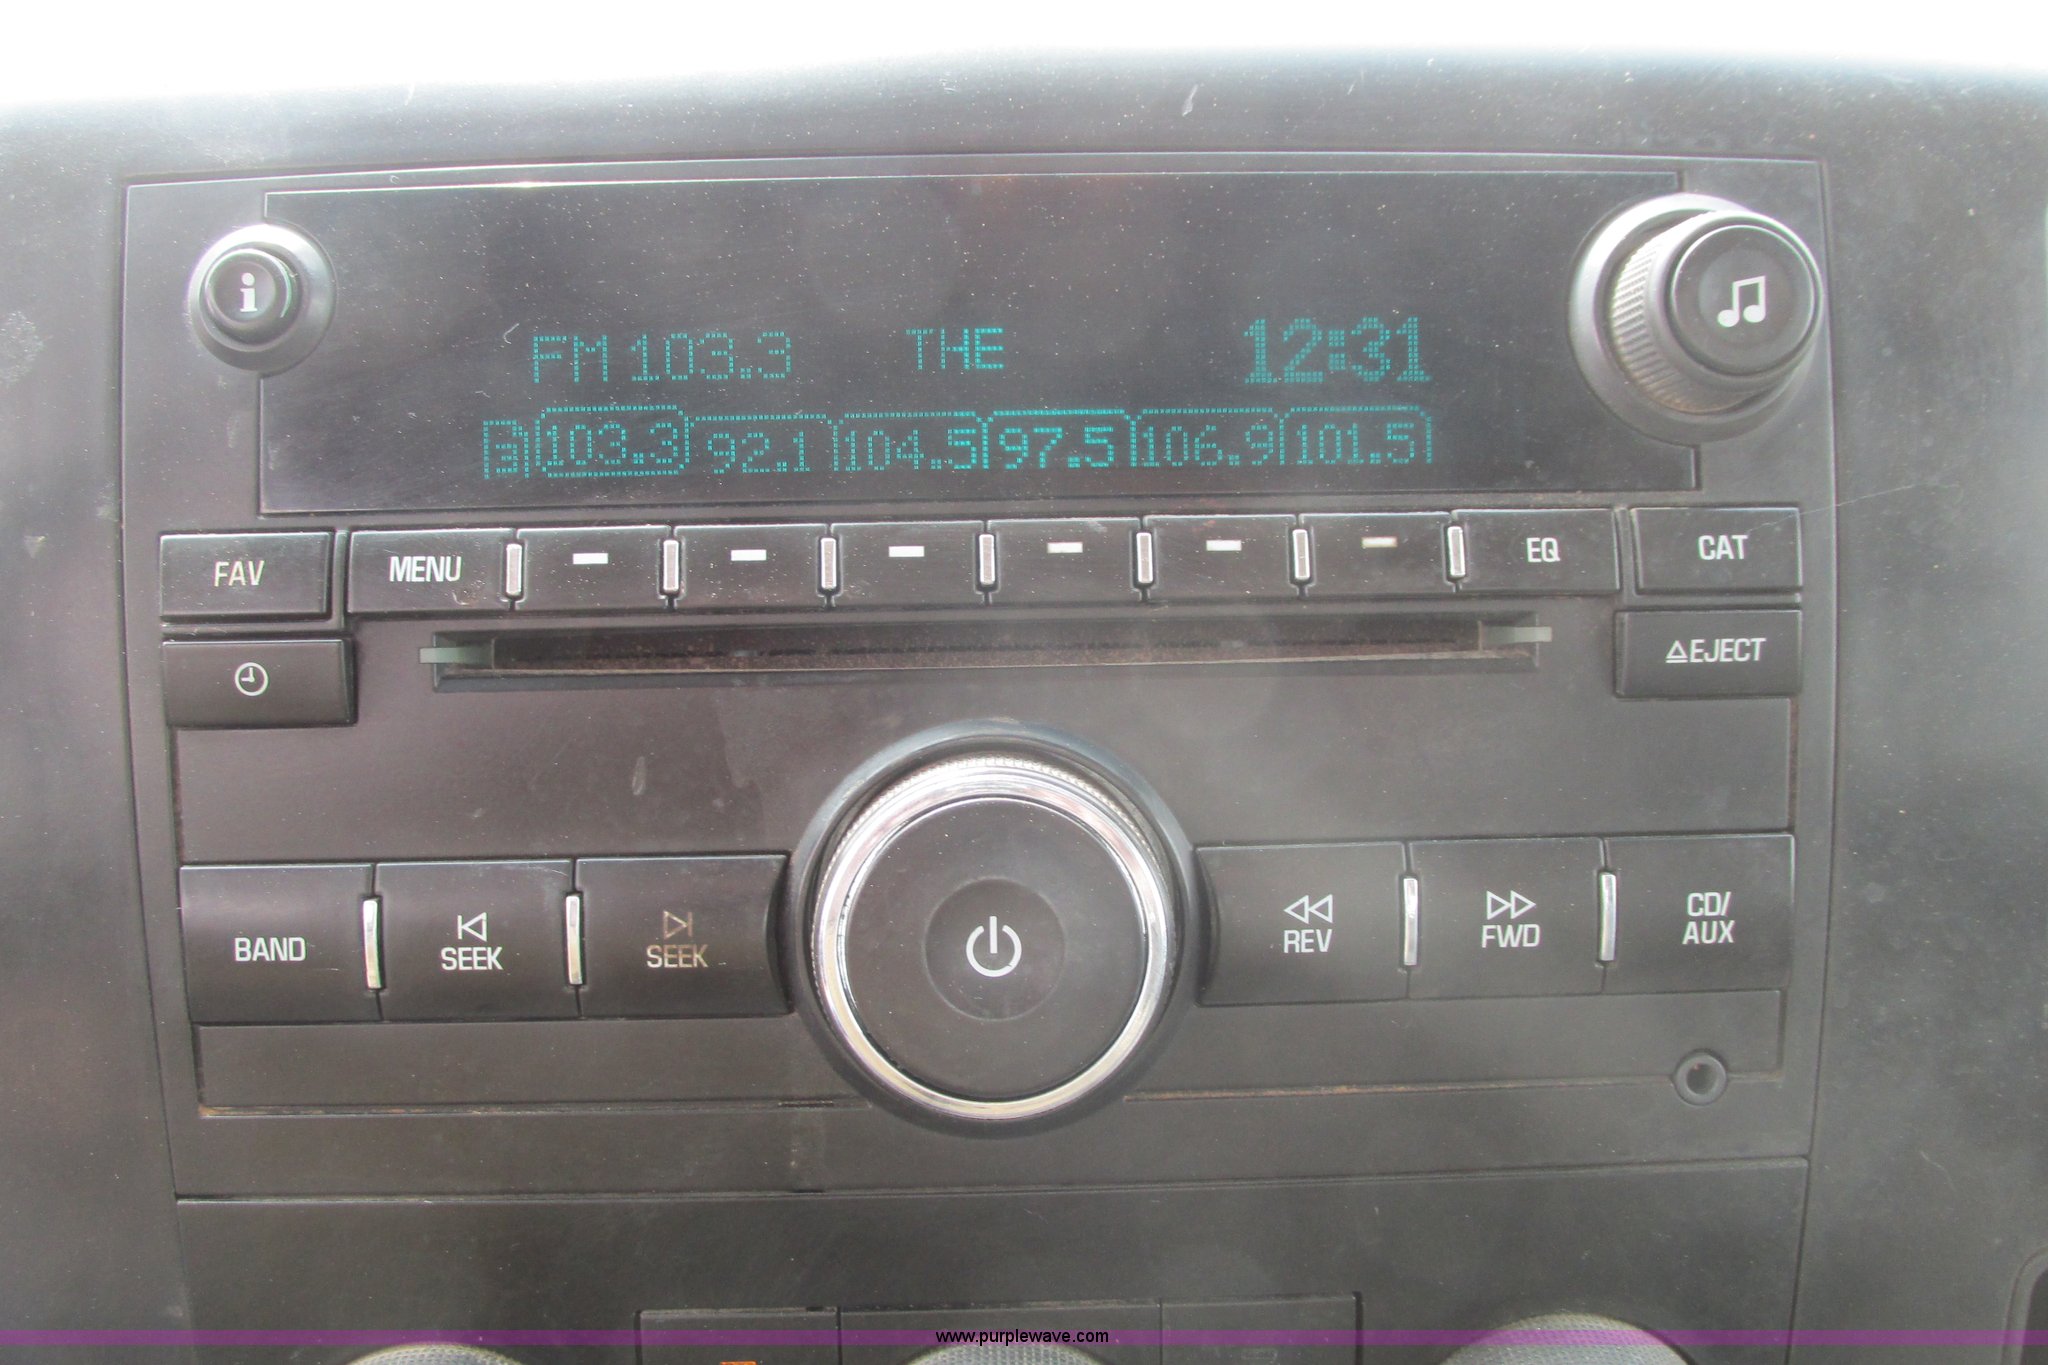 FM 103.3 THE 12:31
B 103.3 92.1 104.5 97.5 106.9 101.5
FAV MENU EQ CAT
EJECT
BAND SEEK SEEK REV FWD CD/
AUX
www.purplewave.com